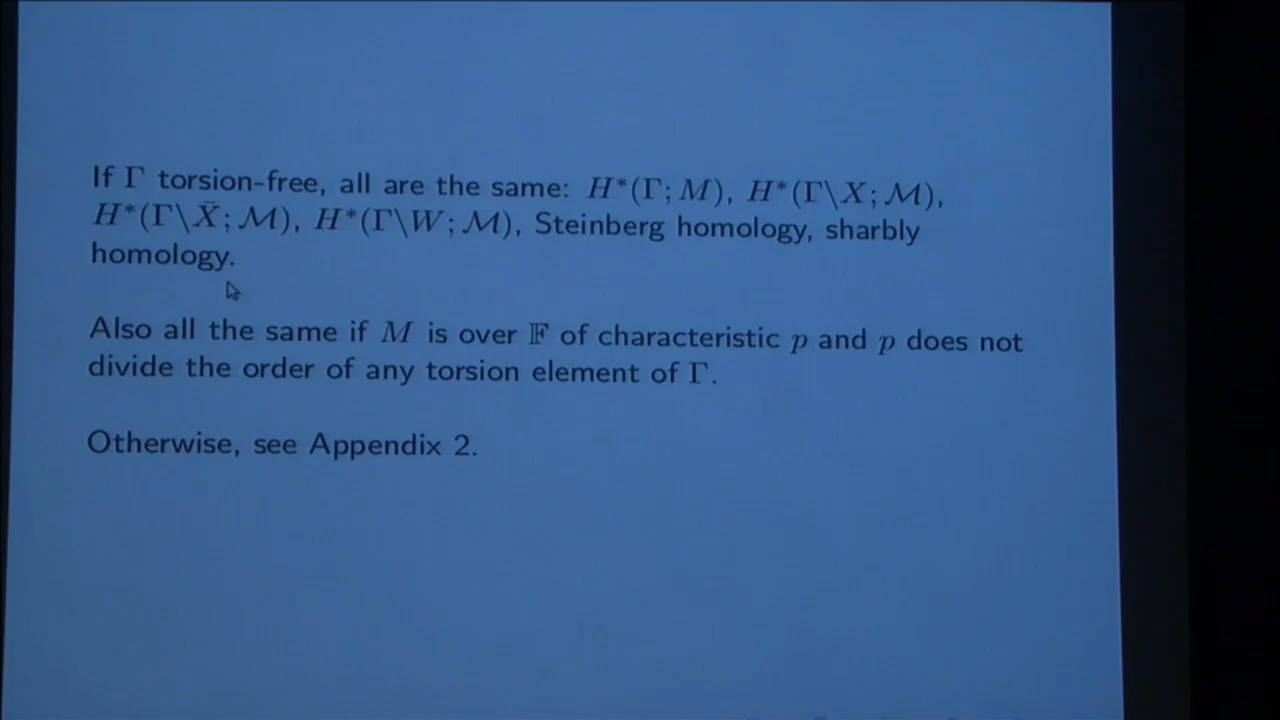 If Γ torsion-free, all are the same: H*(Γ; M), H*(Γ\X; ℳ),
H*(Γ\X̄; ℳ), H*(Γ\W; ℳ), Steinberg homology, sharbly
homology.
Also all the same if M is over 𝔽 of characteristic p and p does not
divide the order of any torsion element of Γ.
Otherwise, see Appendix 2.